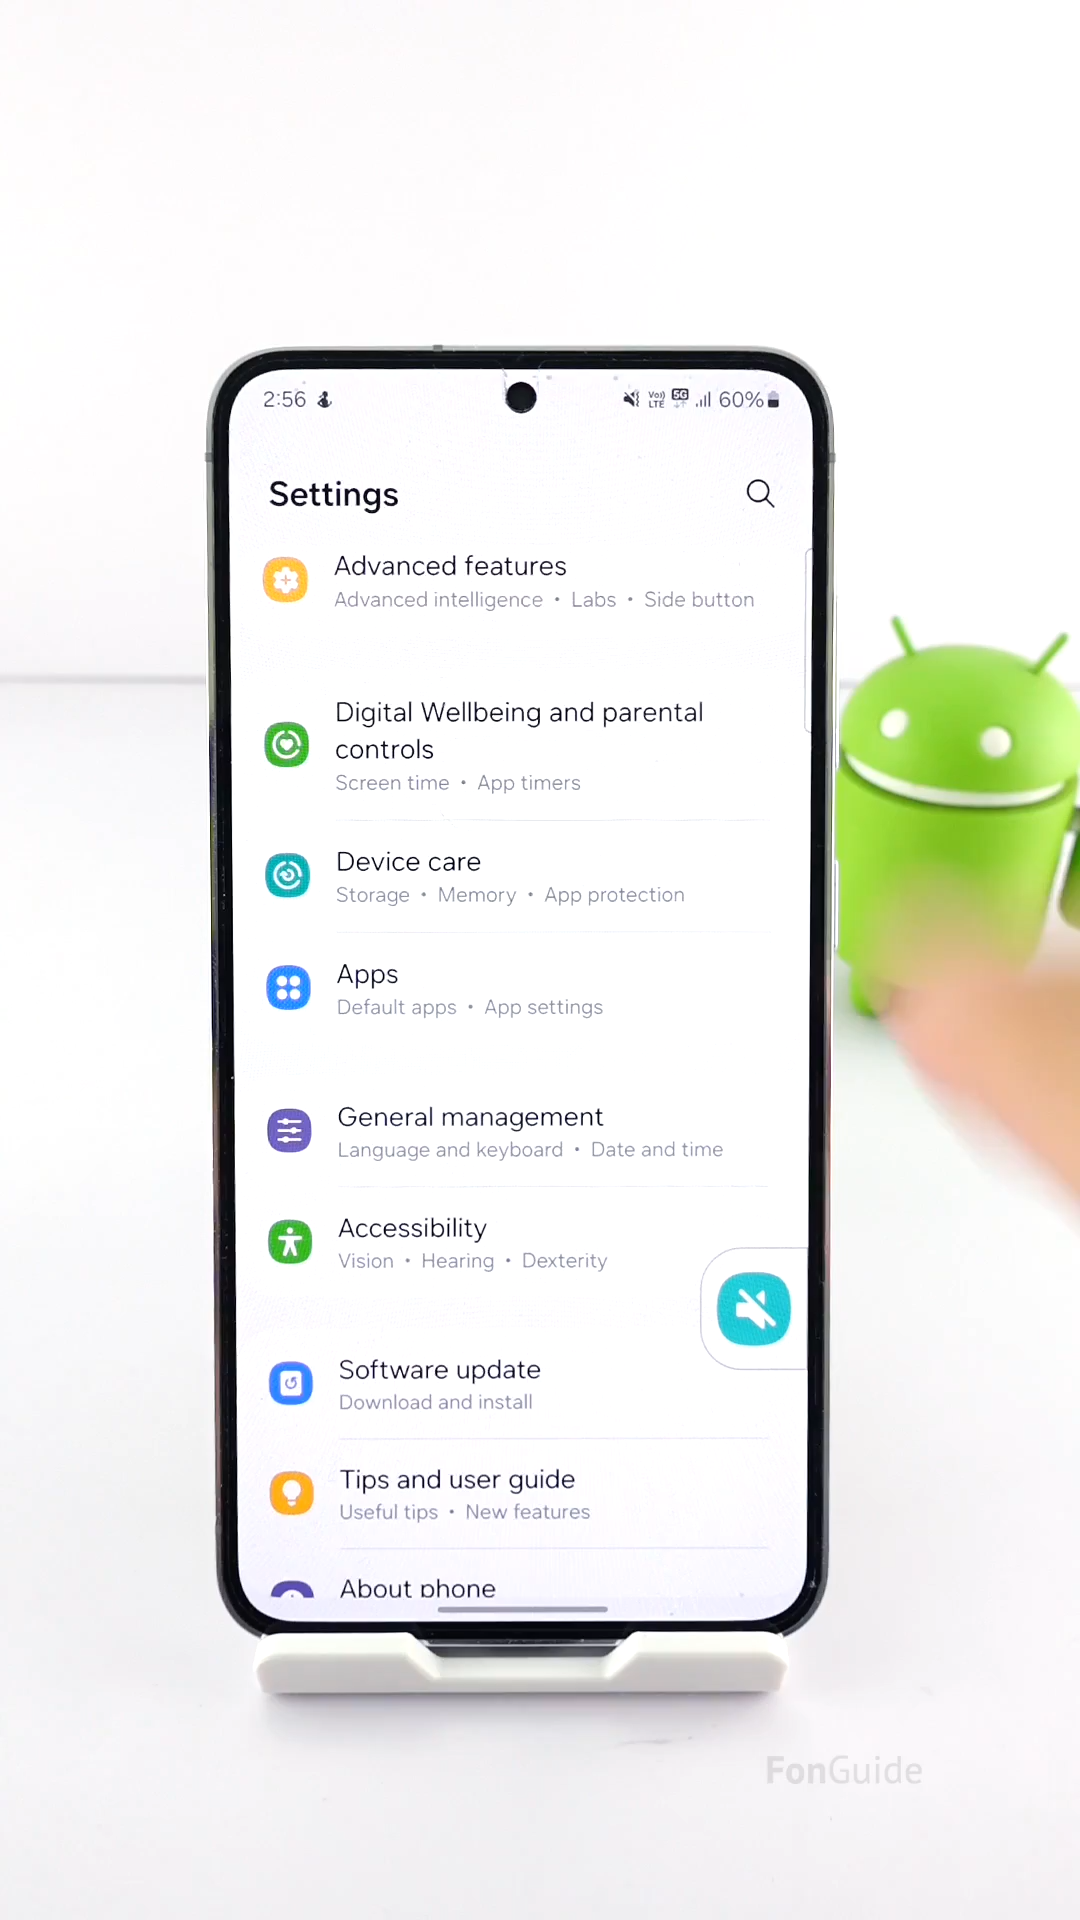 2:56
Vo)) LTE 5G 60%
Settings
Advanced features
Advanced intelligence • Labs • Side button
Digital Wellbeing and parental
controls
Screen time • App timers
Device care
Storage • Memory • App protection
Apps
Default apps • App settings
General management
Language and keyboard • Date and time
Accessibility
Vision • Hearing • Dexterity
Software update
Download and install
Tips and user guide
Useful tips • New features
About phone
FonGuide